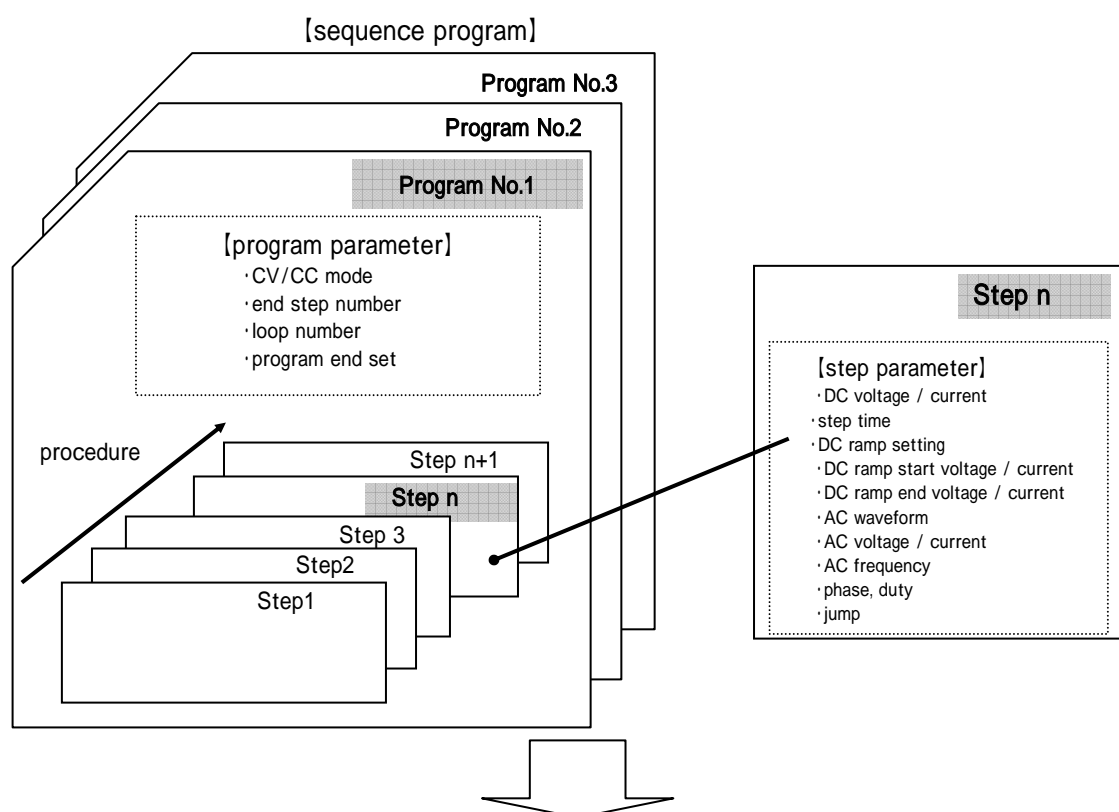 【sequence program】
Program No.3
Program No.2
Program No.1
【program parameter】
･CV/CC mode
･end step number
･loop number
･program end set
procedure
Step n+1
Step n
Step 3
Step2
Step1
Step n
【step parameter】
･DC voltage / current
･step time
･DC ramp setting
･DC ramp start voltage / current
･DC ramp end voltage / current
･AC waveform
･AC voltage / current
･AC frequency
･phase, duty
･jump